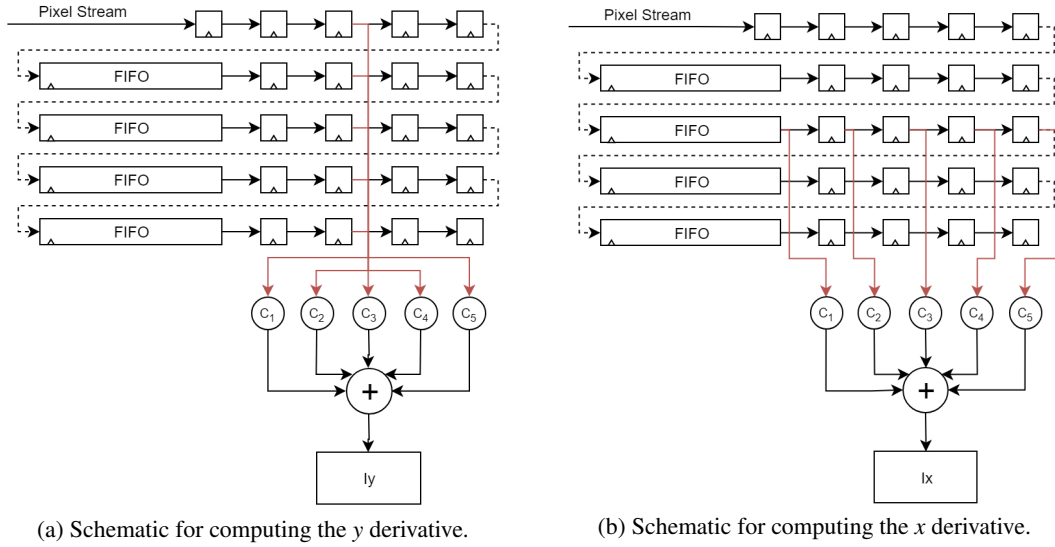 Pixel Stream
FIFO
FIFO
FIFO
FIFO
C1 C2 C3 C4 C5
+
Iy
(a) Schematic for computing the y derivative.
Pixel Stream
FIFO
FIFO
FIFO
FIFO
C1 C2 C3 C4 C5
+
Ix
(b) Schematic for computing the x derivative.